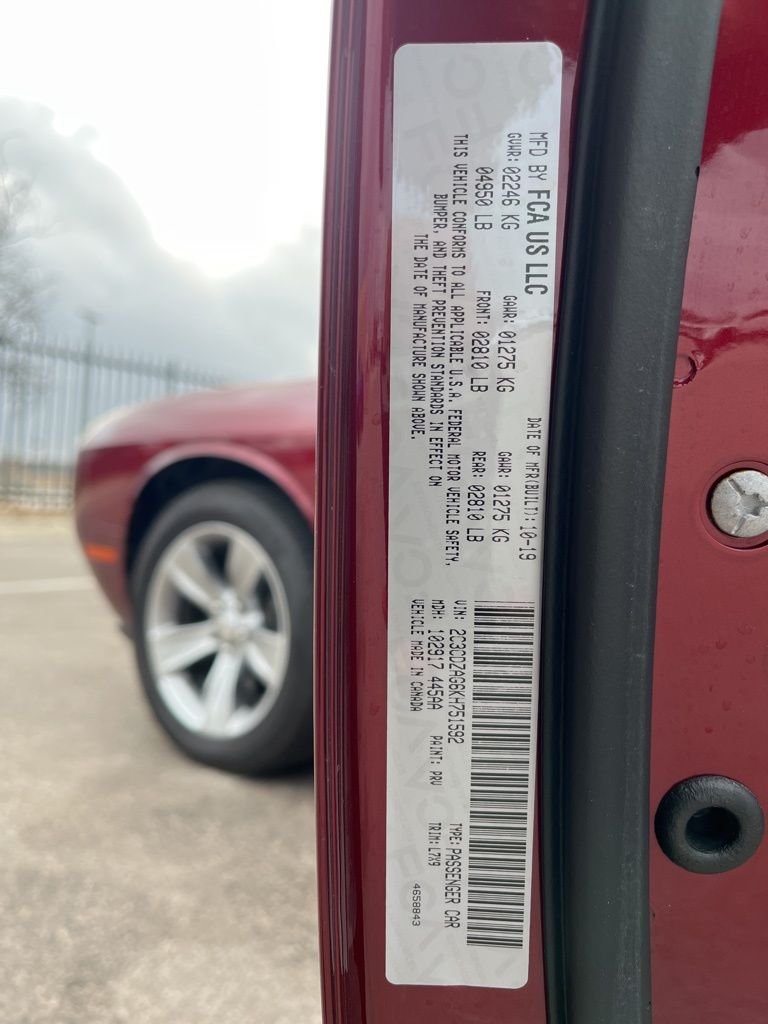 MFD BY FCA US LLC DATE OF MFR(BUILT): 10-19
GVWR: 02246 KG GAWR: 01275 KG GAWR: 01275 KG
04950 LB FRONT: 02810 LB REAR: 02810 LB
THIS VEHICLE CONFORMS TO ALL APPLICABLE U.S.A. FEDERAL MOTOR VEHICLE SAFETY,
BUMPER, AND THEFT PREVENTION STANDARDS IN EFFECT ON
THE DATE OF MANUFACTURE SHOWN ABOVE.
VIN: 2C3CDZAG6KH751592 TYPE: PASSENGER CAR
MDH: 102917 445AA PAINT: PRV TRIM: L7X9
VEHICLE MADE IN CANADA 4658843